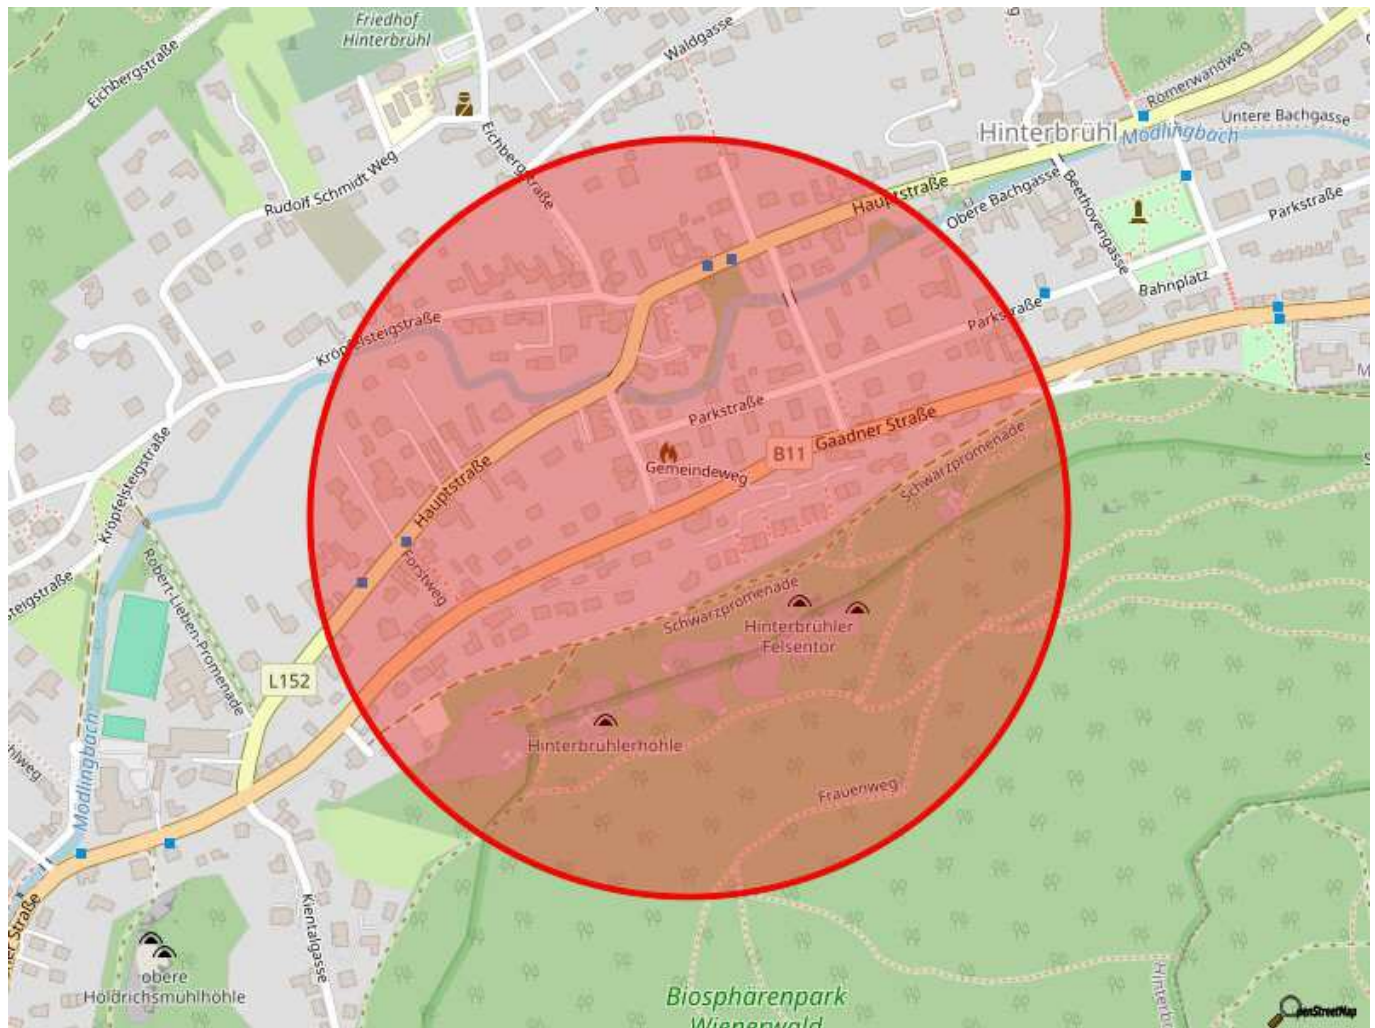 Friedhof
Hinterbrühl
Waldgasse
Eichbergstraße
Römerwandweg
Untere Bachgasse
Hinterbrühl
Mödlingbach
Eichbergstraße
Rudolf Schmidt Weg
Hauptstraße
Obere Bachgasse
Beethovengasse
Parkstraße
Bahnplatz
Kröpfelsteigstraße
Parkstraße
Parkstraße
Gaadner Straße
B11
Gemeindeweg
Schwarzpromenade
Kröpfelsteigstraße
Hauptstraße
Forstweg
Robert-Lieben-Promenade
steigstraße
Schwarzpromenade
Hinterbrühler
Felsentor
L152
Hinterbrühlerhöhle
Mödlingbach
Frauenweg
Kientalgasse
obere
Höldrichsmühlhöhle
Biosphärenpark
Wienerwald
penStreetMap